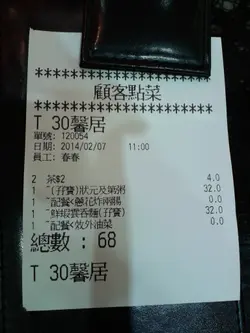 ********************
顧客點菜
********************
T 30馨居
單號: 120054
日期: 2014/02/07 11:00
員工: 春春
2 茶$2 4.0
1 ~(孖寶)狀元及第粥 32.0
1 ~配餐<蔥花炸兩腸 0.0
1 ~鮮蝦雲吞麵(孖寶) 32.0
1 ~配餐<效外油菜 0.0
總數 : 68
T 30馨居